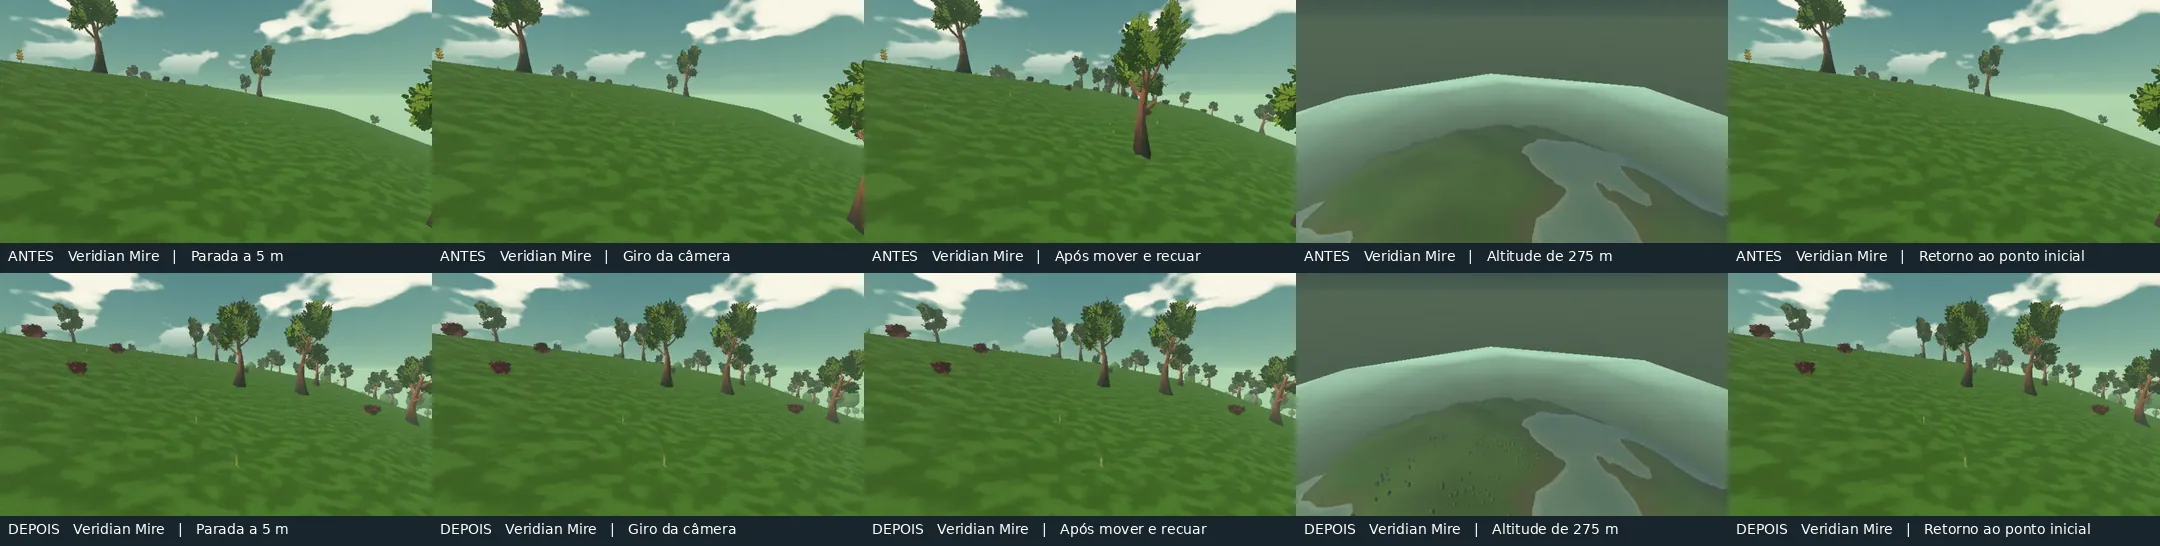 ANTES Veridian Mire | Parada a 5 m
ANTES Veridian Mire | Giro da câmera
ANTES Veridian Mire | Após mover e recuar
ANTES Veridian Mire | Altitude de 275 m
ANTES Veridian Mire | Retorno ao ponto inicial
DEPOIS Veridian Mire | Parada a 5 m
DEPOIS Veridian Mire | Giro da câmera
DEPOIS Veridian Mire | Após mover e recuar
DEPOIS Veridian Mire | Altitude de 275 m
DEPOIS Veridian Mire | Retorno ao ponto inicial